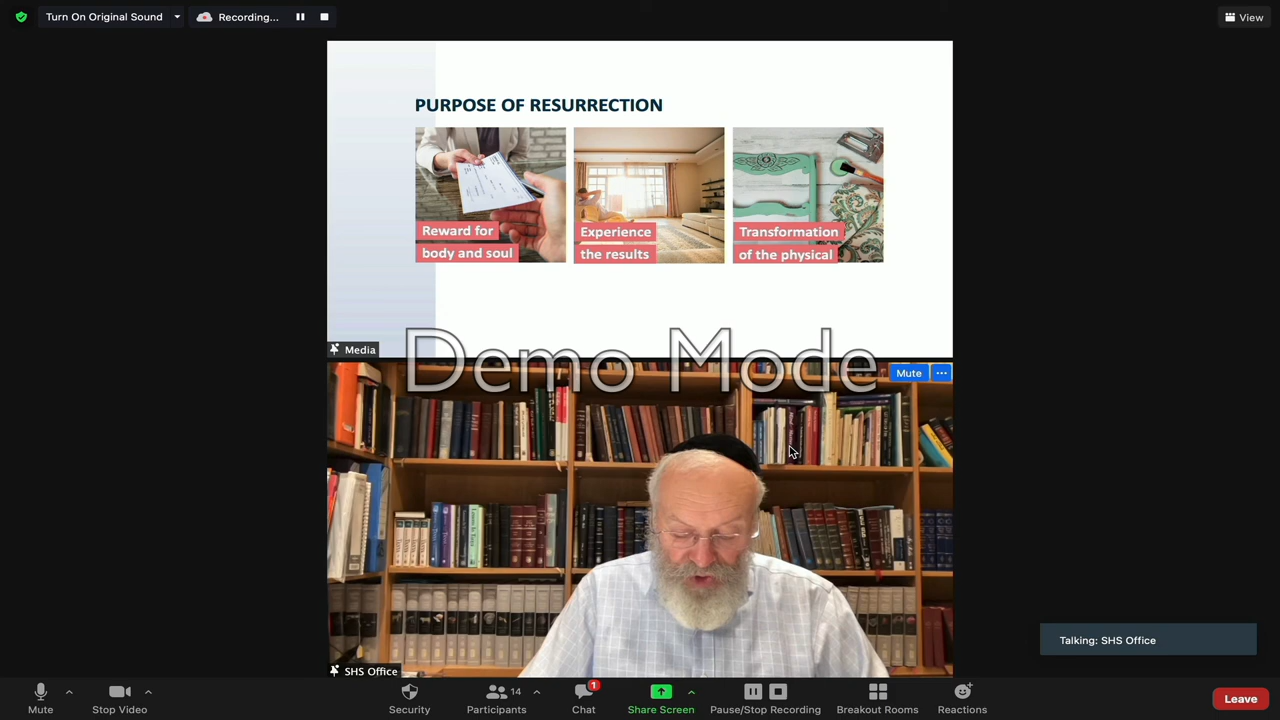 Turn On Original Sound
Recording...
View
PURPOSE OF RESURRECTION
Reward for
body and soul
Experience
the results
Transformation
of the physical
Media
Demo Mode
Mute
Talking: SHS Office
SHS Office
Mute
Stop Video
Security
14
Participants
1
Chat
Share Screen
Pause/Stop Recording
Breakout Rooms
Reactions
Leave